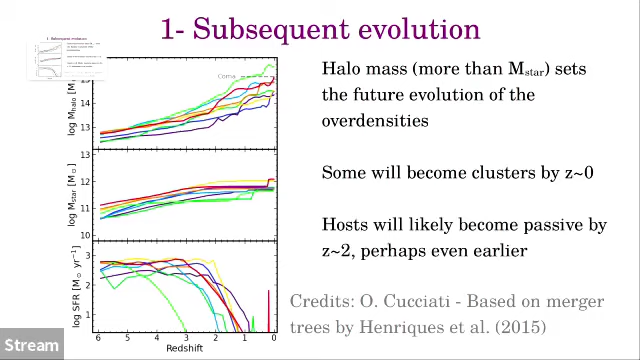 1- Subsequent evolution
Halo mass (more than Mstar) sets
the future evolution of the
overdensities
Some will become clusters by z~0
Hosts will likely become passive by
z~2, perhaps even earlier
Credits: O. Cucciati - Based on merger
trees by Henriques et al. (2015)
Coma
log Mhalo [M
15
14
13
log Mstar [M☉]
13
12
11
10
log SFR [M☉ yr⁻¹]
3
2
1
6 5 4 3 2 1 0
Redshift
Stream